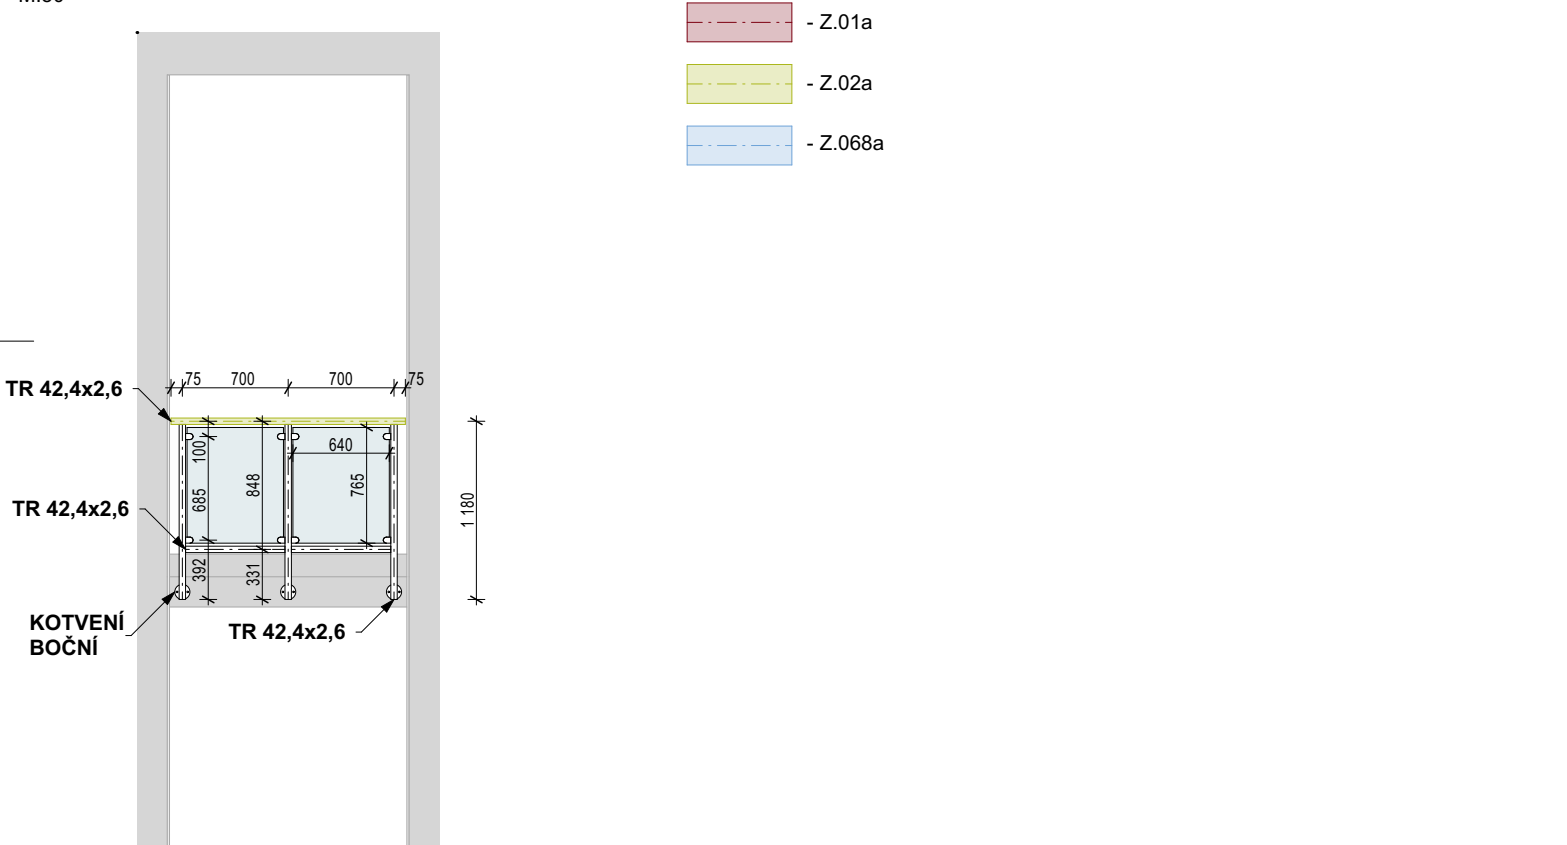 - Z.01a
- Z.02a
- Z.068a
75 700 700 75
TR 42,4x2,6
100
640
685
848
765
1 180
TR 42,4x2,6
392
331
KOTVENÍ
BOČNÍ
TR 42,4x2,6